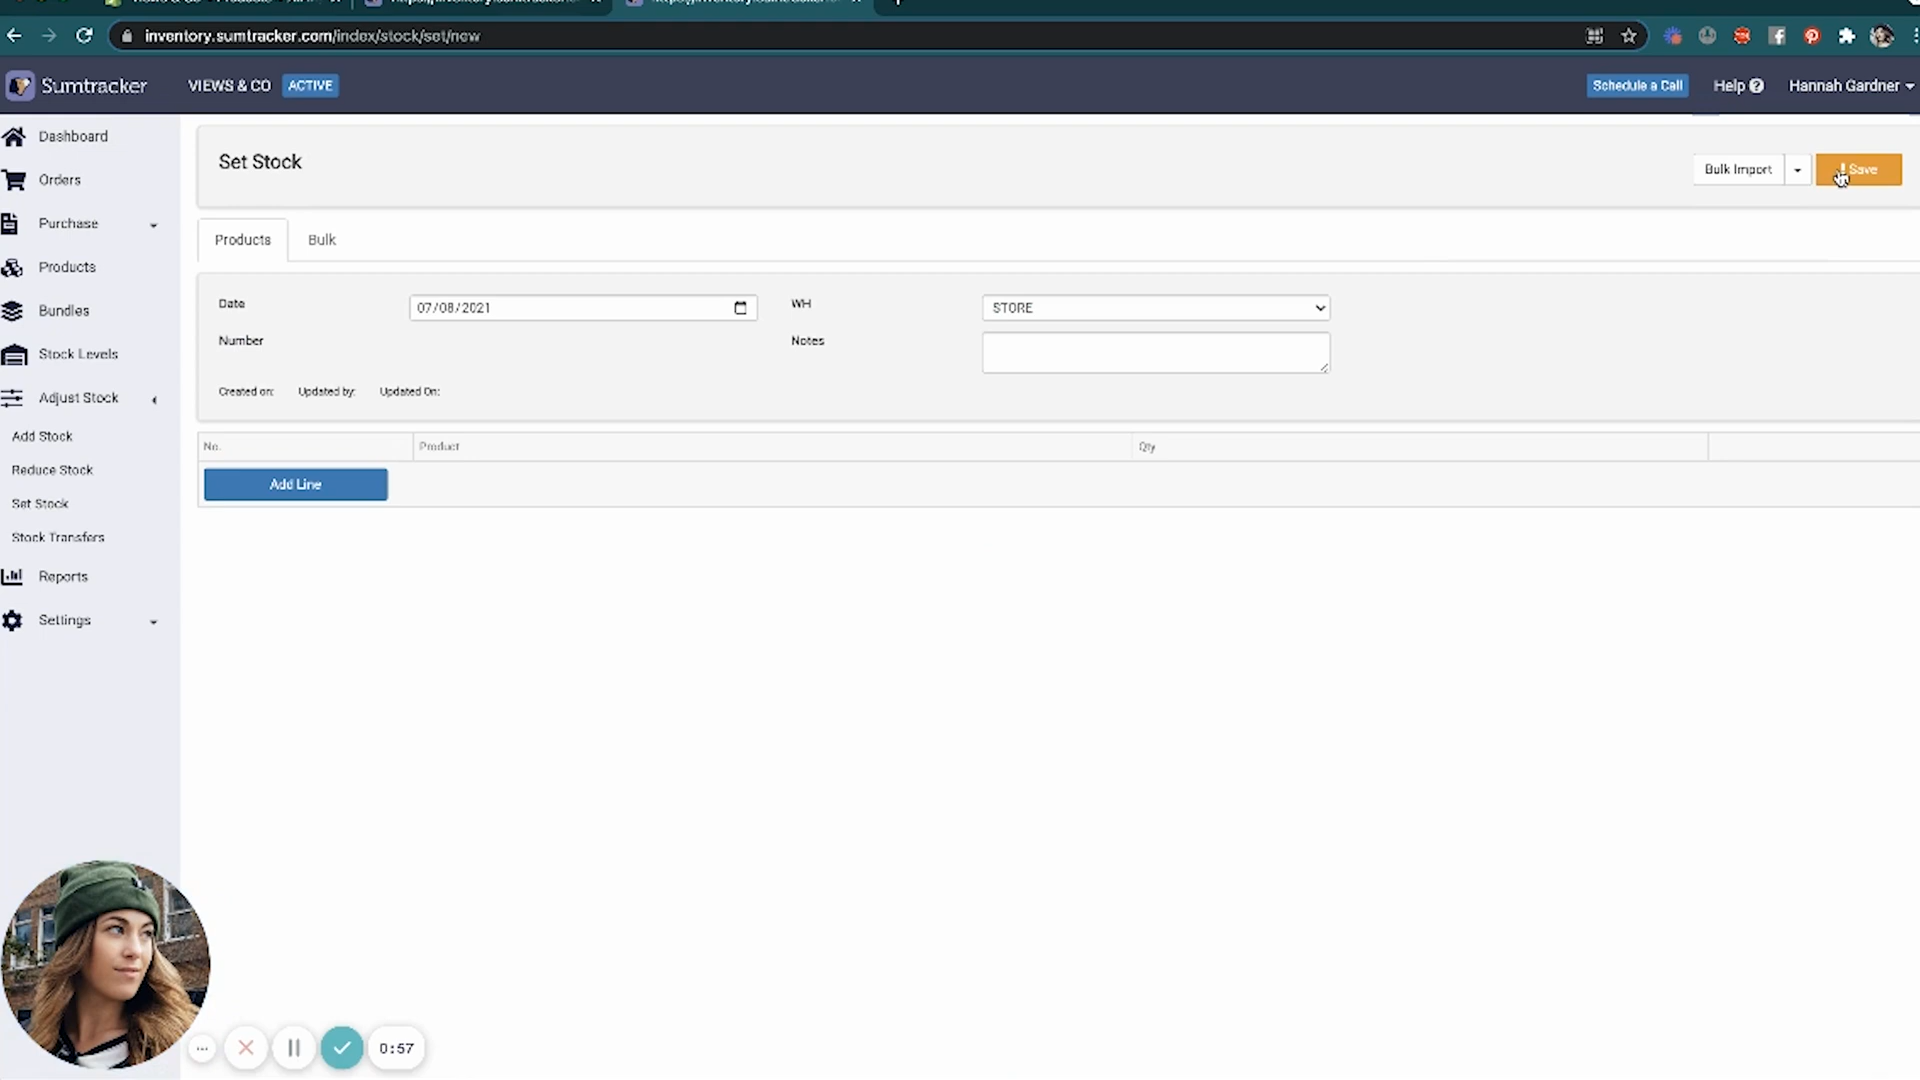 inventory.sumtracker.com/index/stock/set/new
Sumtracker
VIEWS & CO
ACTIVE
Schedule a Call
Help
Hannah Gardner
Dashboard
Orders
Purchase
Products
Bundles
Stock Levels
Adjust Stock
Add Stock
Reduce Stock
Set Stock
Stock Transfers
Reports
Settings
Set Stock
Bulk Import
Save
Products
Bulk
Date
07/08/2021
WH
STORE
Number
Notes
Created on:
Updated by:
Updated On:
No.
Product
Qty
Add Line
0:57